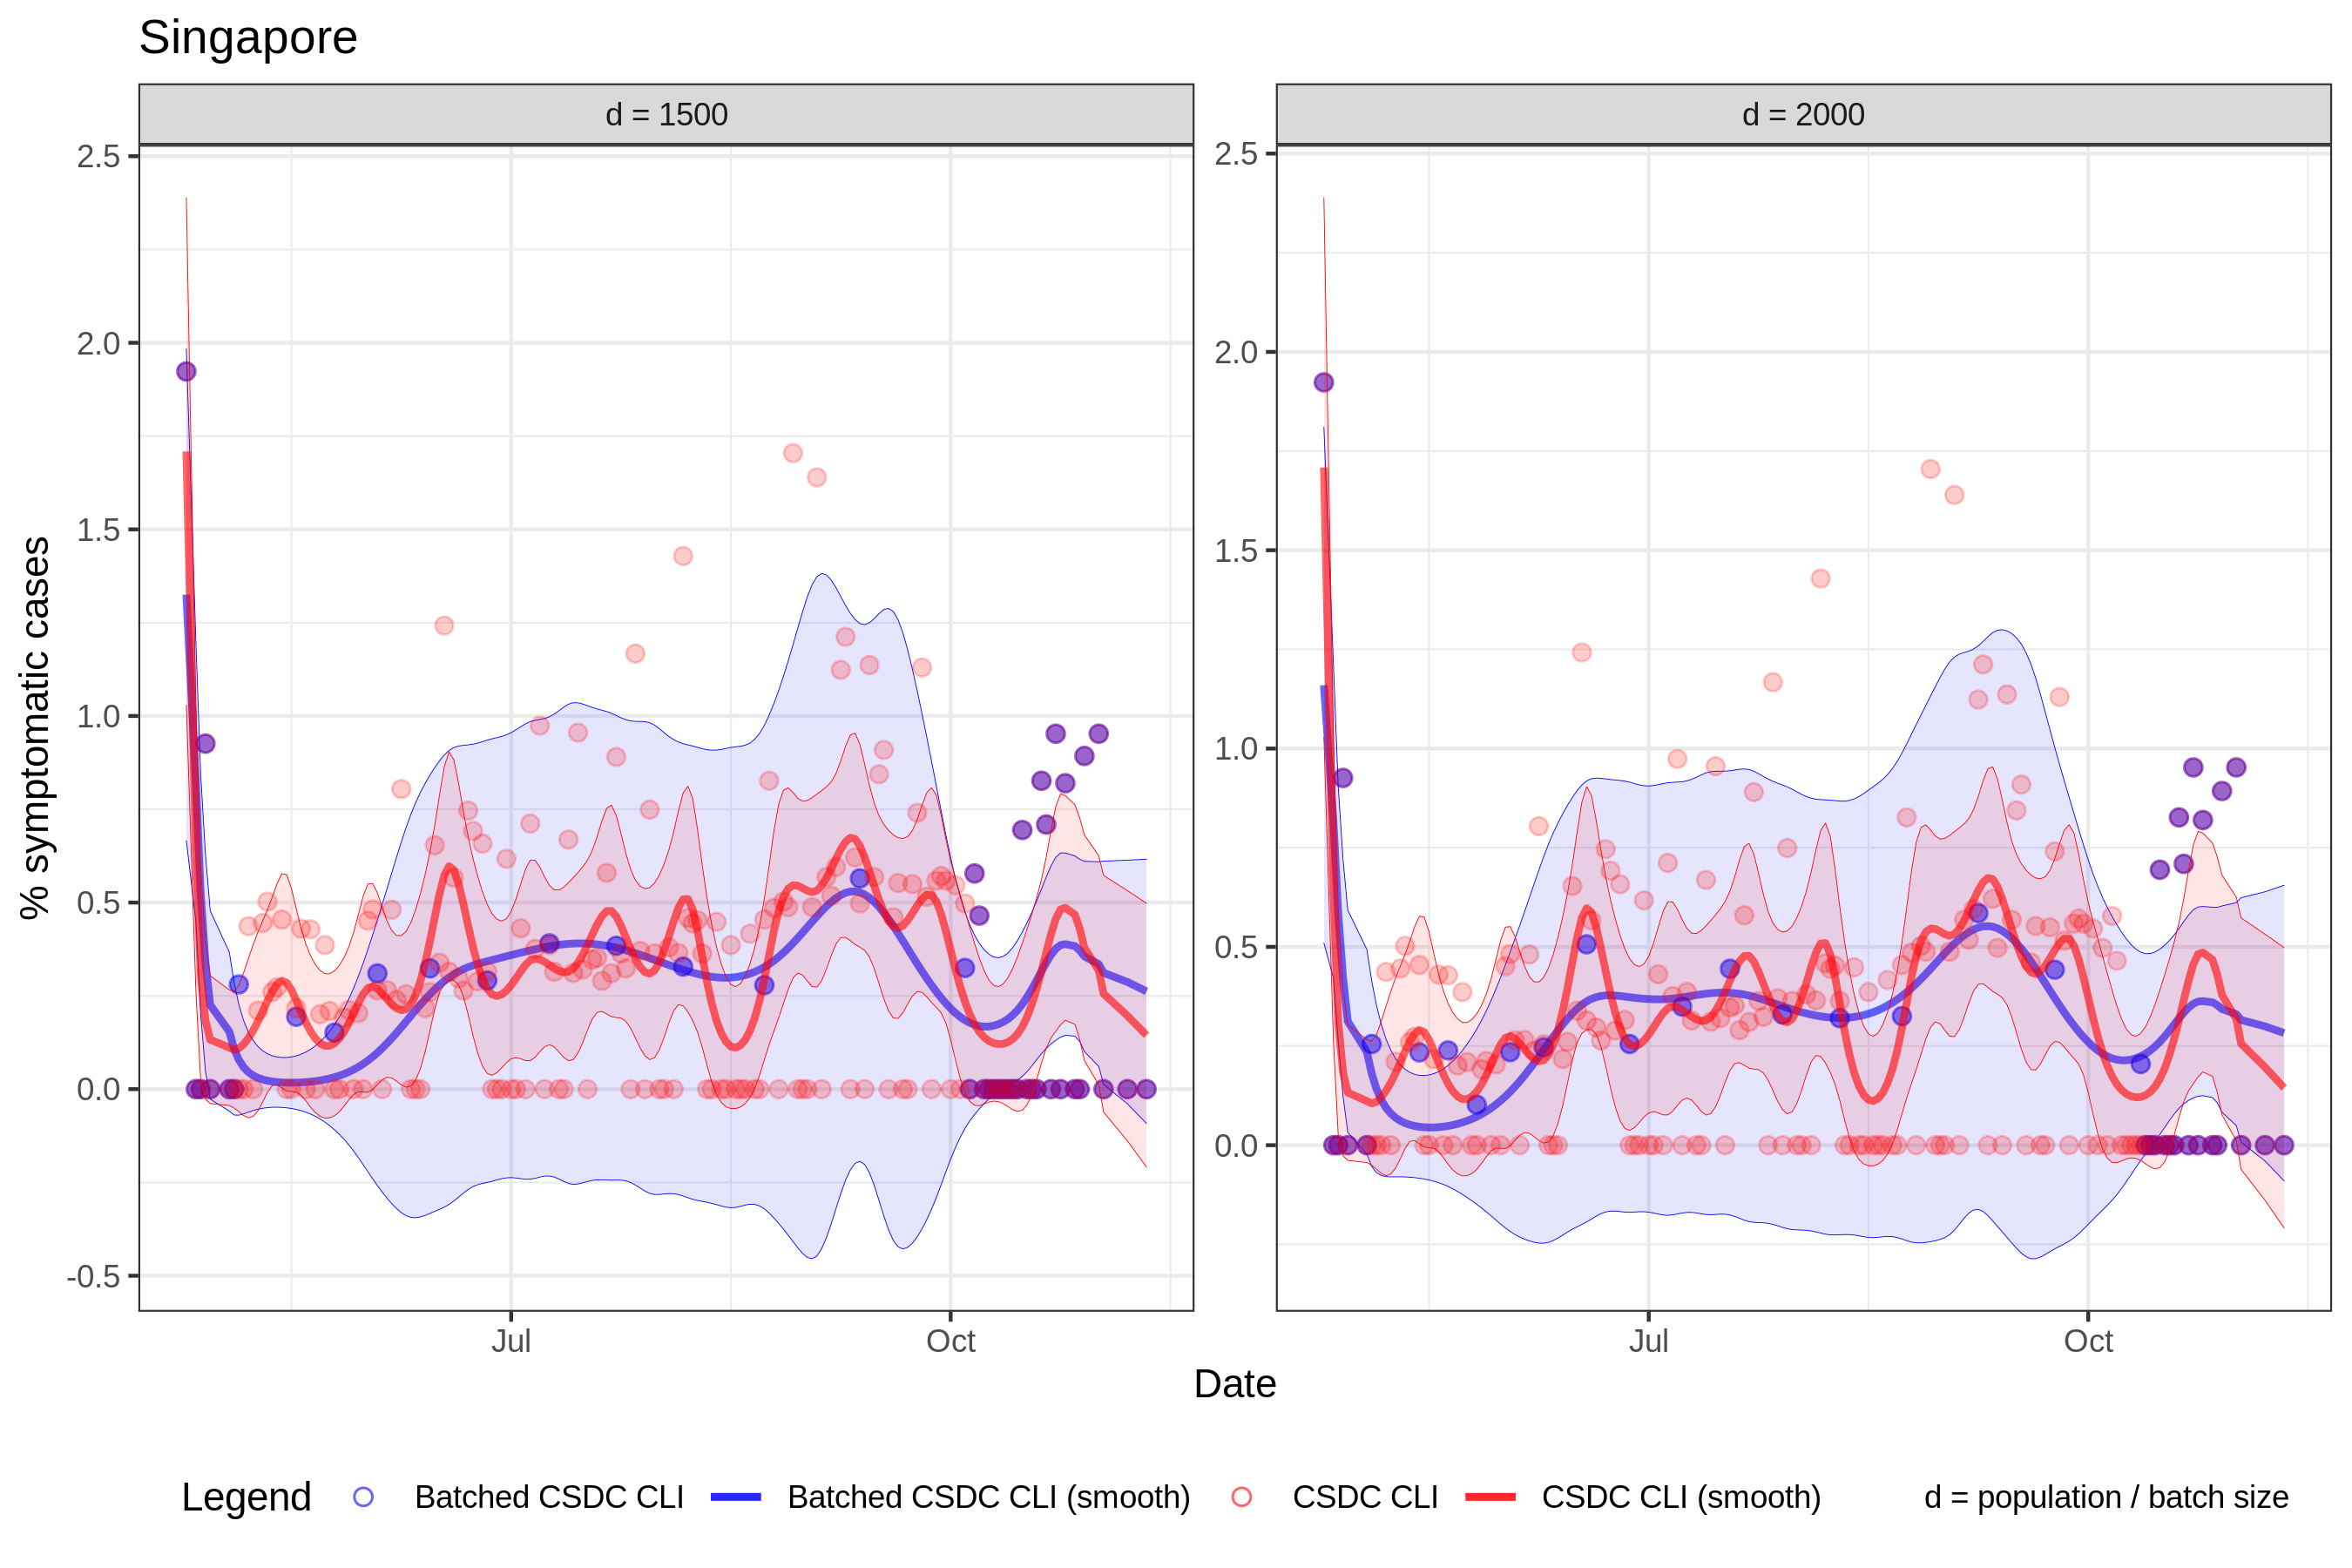 Singapore
d = 1500
d = 2000
% symptomatic cases
2.5
2.0
1.5
1.0
0.5
0.0
-0.5
2.5
2.0
1.5
1.0
0.5
0.0
Jul
Oct
Jul
Oct
Date
Legend Batched CSDC CLI Batched CSDC CLI (smooth) CSDC CLI CSDC CLI (smooth) d = population / batch size